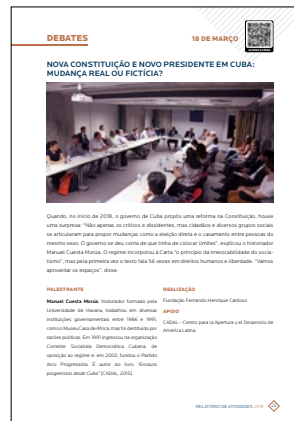 DEBATES
18 DE MARÇO
NOVA CONSTITUIÇÃO E NOVO PRESIDENTE EM CUBA:
MUDANÇA REAL OU FICTÍCIA?
Quando, no início de 2018, o governo de Cuba propôs uma reforma na Constituição, houve
uma surpresa: “Não apenas os críticos e dissidentes, mas cidadãos e diversos grupos sociais
se articularam para propor mudanças como a eleição direta e o casamento entre pessoas do
mesmo sexo. O governo se deu conta de que tinha de colocar limites”, explicou o historiador
Manuel Cuesta Morúa. O regime incorporou à Carta “o princípio da irrevocabilidade do socia-
lismo”, mas pela primeira vez o texto fala 56 vezes em direitos humanos e liberdade. “Vamos
aproveitar os espaços”, disse.
PALESTRANTE
Manuel Cuesta Morúa, historiador formado pela
Universidade de Havana, trabalhou em diversas
instituições governamentais entre 1986 e 1991,
como o Museu Casa de África, mas foi destituído por
razões políticas. Em 1991 ingressou na organização
Corrente Socialista Democrática Cubana, de
oposição ao regime e, em 2002, fundou o Partido
Arco Progressista. É autor do livro “Ensayos
progresistas desde Cuba” (CADAL, 2015).
REALIZAÇÃO
Fundação Fernando Henrique Cardoso
APOIO
CADAL - Centro para la Apertura y el Desarrollo de
América Latina
RELATÓRIO DE ATIVIDADES 2019